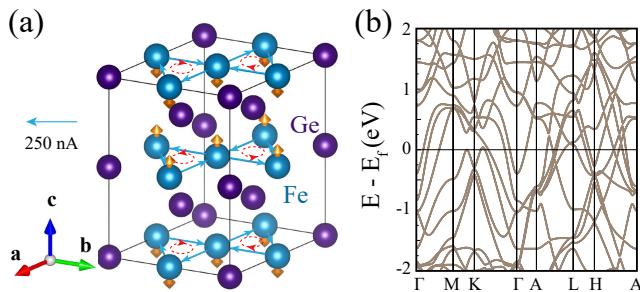 (a)
Ge
250 nA
Fe
c
a
b
(b)
E - E_f (eV)
2
1
0
-1
-2
Γ M K Γ A L H A